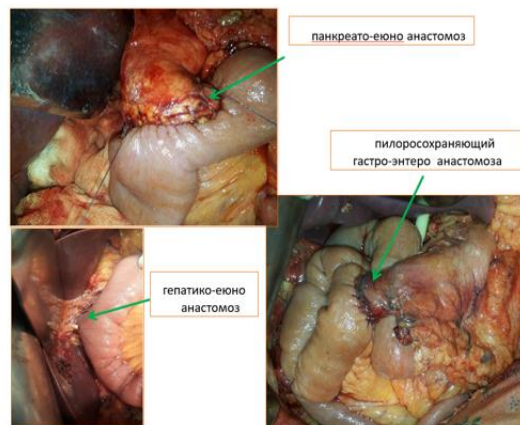 панкреато-еюно анастомоз
пилоросохраняющий
гастро-энтеро анастомоза
гепатико-еюно
анастомоз